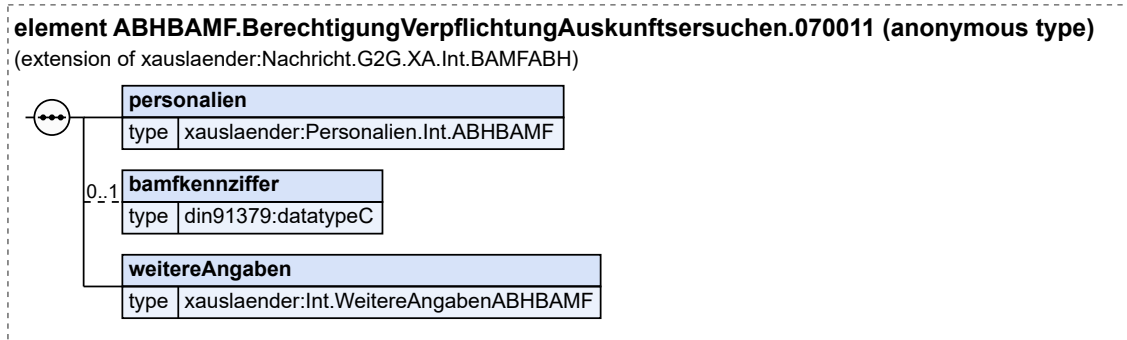 element ABHBAMF.BerechtigungVerpflichtungAuskunftsersuchen.070011 (anonymous type)
(extension of xauslaender:Nachricht.G2G.XA.Int.BAMFABH)
personalien
type xauslaender:Personalien.Int.ABHBAMF
0..1 bamfkennziffer
type din91379:datatypeC
weitereAngaben
type xauslaender:Int.WeitereAngabenABHBAMF